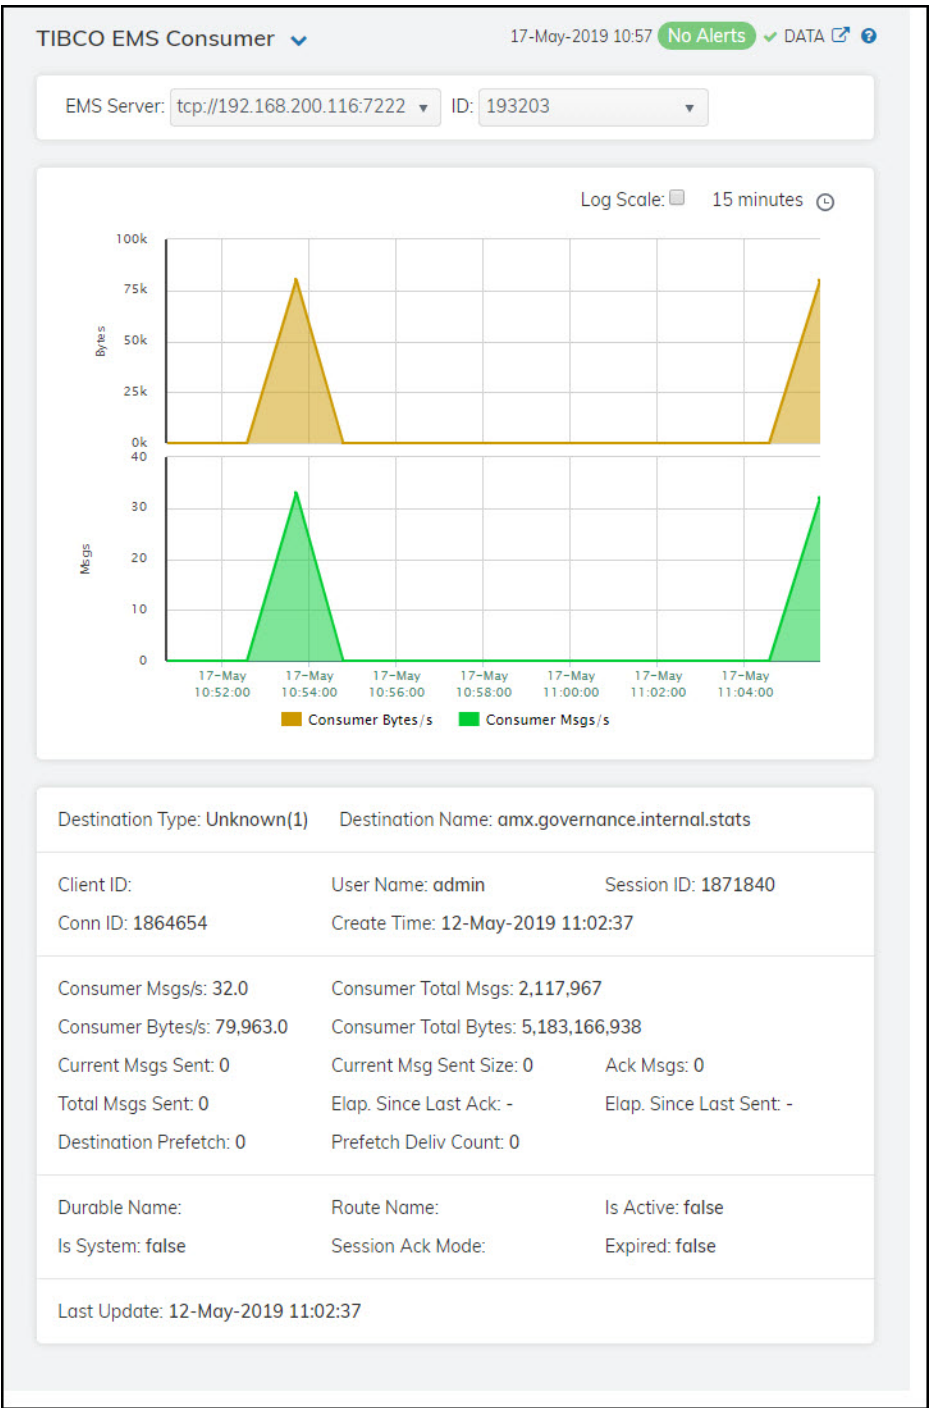 TIBCO EMS Consumer 17-May-2019 10:57 No Alerts DATA
EMS Server: tcp://192.168.200.116:7222 ID: 193203
Log Scale: 15 minutes
100k
75k
50k
25k
0k
Bytes
40
30
20
10
0
Msgs
17-May 17-May 17-May 17-May 17-May 17-May 17-May
10:52:00 10:54:00 10:56:00 10:58:00 11:00:00 11:02:00 11:04:00
Consumer Bytes/s Consumer Msgs/s
Destination Type: Unknown(1) Destination Name: amx.governance.internal.stats
Client ID: User Name: admin Session ID: 1871840
Conn ID: 1864654 Create Time: 12-May-2019 11:02:37
Consumer Msgs/s: 32.0 Consumer Total Msgs: 2,117,967
Consumer Bytes/s: 79,963.0 Consumer Total Bytes: 5,183,166,938
Current Msgs Sent: 0 Current Msg Sent Size: 0 Ack Msgs: 0
Total Msgs Sent: 0 Elap. Since Last Ack: - Elap. Since Last Sent: -
Destination Prefetch: 0 Prefetch Deliv Count: 0
Durable Name: Route Name: Is Active: false
Is System: false Session Ack Mode: Expired: false
Last Update: 12-May-2019 11:02:37